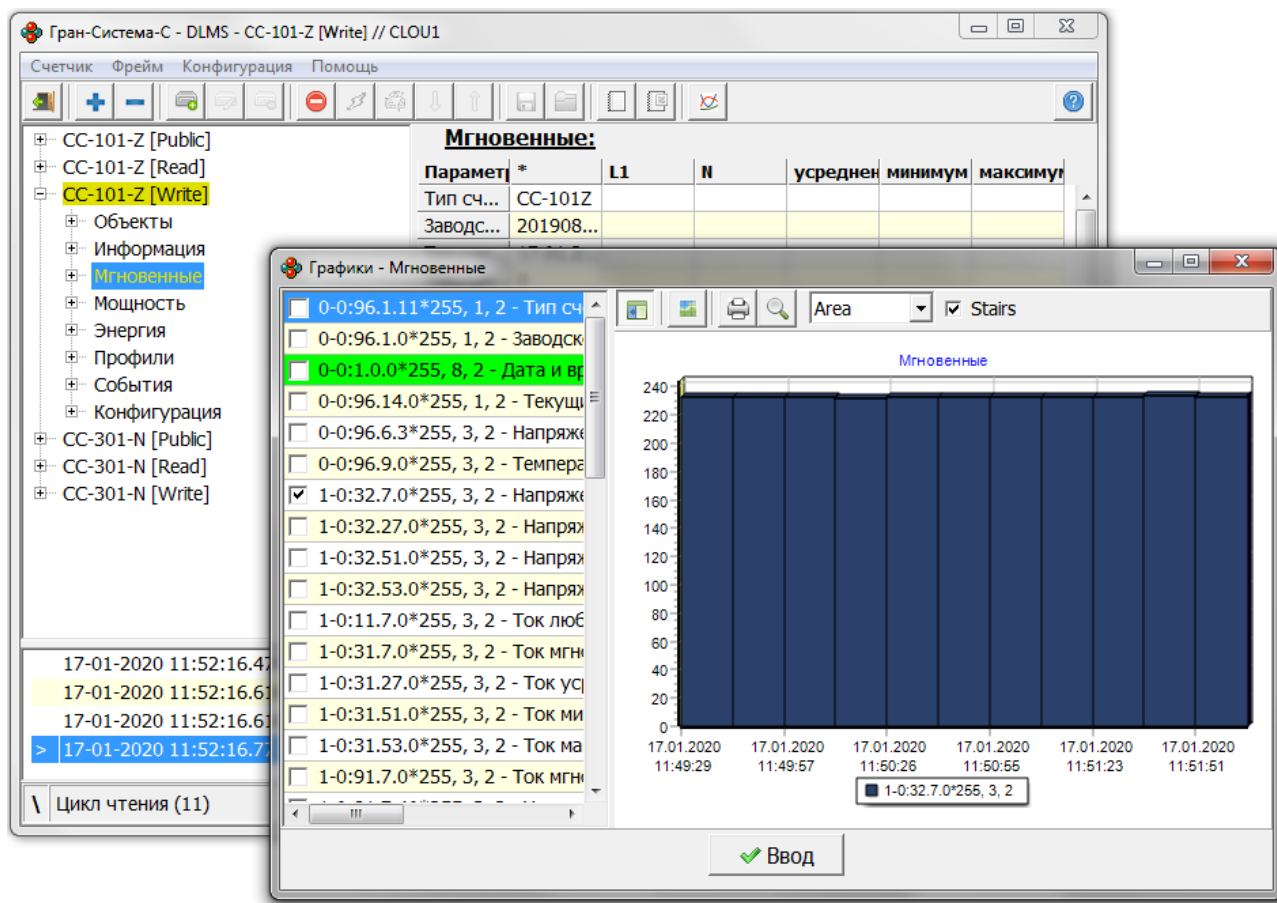 Гран-Система-С - DLMS - CC-101-Z [Write] // CLOU1
Счетчик Фрейм Конфигурация Помощь
CC-101-Z [Public]
CC-101-Z [Read]
CC-101-Z [Write]
Объекты
Информация
Мгновенные
Мощность
Энергия
Профили
События
Конфигурация
CC-301-N [Public]
CC-301-N [Read]
CC-301-N [Write]
Мгновенные:
Парамет * L1 N усреднен минимум максимум
Тип сч... CC-101Z
Заводс... 201908...
17-01-2020 11:52:16.47
17-01-2020 11:52:16.61
17-01-2020 11:52:16.61
> 17-01-2020 11:52:16.77
\ Цикл чтения (11)
Графики - Мгновенные
0-0:96.1.11*255, 1, 2 - Тип сч
0-0:96.1.0*255, 1, 2 - Заводск
0-0:1.0.0*255, 8, 2 - Дата и вр
0-0:96.14.0*255, 1, 2 - Текущ
0-0:96.6.3*255, 3, 2 - Напряже
0-0:96.9.0*255, 3, 2 - Темпера
1-0:32.7.0*255, 3, 2 - Напряже
1-0:32.27.0*255, 3, 2 - Напряж
1-0:32.51.0*255, 3, 2 - Напряж
1-0:32.53.0*255, 3, 2 - Напряж
1-0:11.7.0*255, 3, 2 - Ток люб
1-0:31.7.0*255, 3, 2 - Ток мгн
1-0:31.27.0*255, 3, 2 - Ток ус
1-0:31.51.0*255, 3, 2 - Ток ми
1-0:31.53.0*255, 3, 2 - Ток ма
1-0:91.7.0*255, 3, 2 - Ток мгн
Area Stairs
Мгновенные
240
220
200
180
160
140
120
100
80
60
40
20
0
17.01.2020 17.01.2020 17.01.2020 17.01.2020 17.01.2020 17.01.2020
11:49:29 11:49:57 11:50:26 11:50:55 11:51:23 11:51:51
1-0:32.7.0*255, 3, 2
Ввод